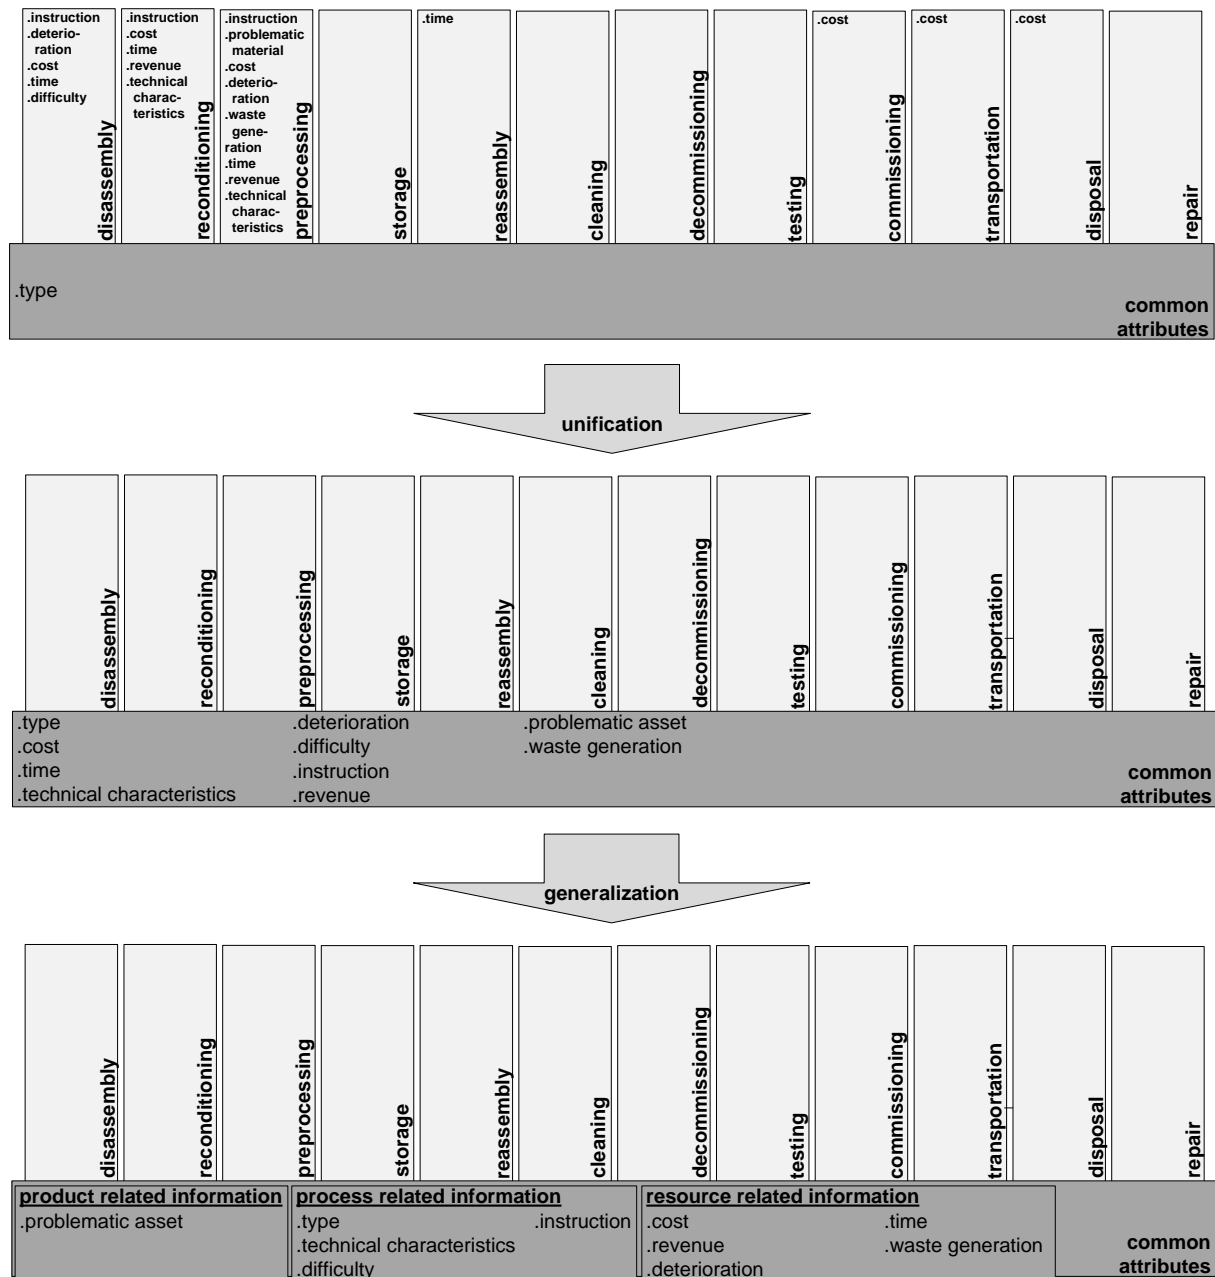 .instruction
.deterio-
ration
.cost
.time
.difficulty
disassembly
.instruction
.cost
.time
.revenue
.technical
charac-
teristics
reconditioning
.instruction
.problematic
material
.cost
.deterio-
ration
.waste
gene-
ration
.time
.revenue
.technical
charac-
teristics
preprocessing
storage
.time
reassembly
cleaning
decommissioning
testing
.cost
commissioning
.cost
transportation
.cost
disposal
repair
.type
common
attributes
unification
disassembly
reconditioning
preprocessing
storage
reassembly
cleaning
decommissioning
testing
commissioning
transportation
disposal
repair
.type
.cost
.time
.technical characteristics
.deterioration
.difficulty
.instruction
.revenue
.problematic asset
.waste generation
common
attributes
generalization
disassembly
reconditioning
preprocessing
storage
reassembly
cleaning
decommissioning
testing
commissioning
transportation
disposal
repair
product related information
.problematic asset
process related information
.type
.technical characteristics
.difficulty
.instruction
resource related information
.cost
.revenue
.deterioration
.time
.waste generation
common
attributes